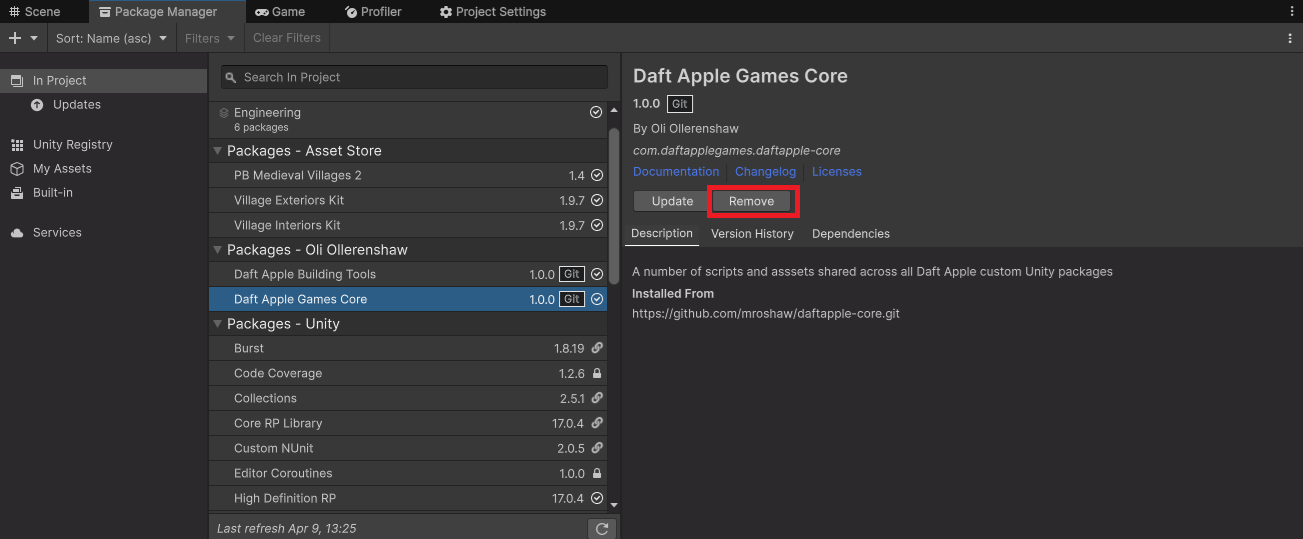 Scene Package Manager Game Profiler Project Settings
Sort: Name (asc) Filters Clear Filters
In Project
Updates
Unity Registry
My Assets
Built-in
Services
Search In Project
Engineering
6 packages
Packages - Asset Store
PB Medieval Villages 2 1.4
Village Exteriors Kit 1.9.7
Village Interiors Kit 1.9.7
Packages - Oli Ollerenshaw
Daft Apple Building Tools 1.0.0 Git
Daft Apple Games Core 1.0.0 Git
Packages - Unity
Burst 1.8.19
Code Coverage 1.2.6
Collections 2.5.1
Core RP Library 17.0.4
Custom NUnit 2.0.5
Editor Coroutines 1.0.0
High Definition RP 17.0.4
Last refresh Apr 9, 13:25
Daft Apple Games Core
1.0.0 Git
By Oli Ollerenshaw
com.daftapplegames.daftapple-core
Documentation Changelog Licenses
Update Remove
Description Version History Dependencies
A number of scripts and asssets shared across all Daft Apple custom Unity packages
Installed From
https://github.com/mroshaw/daftapple-core.git